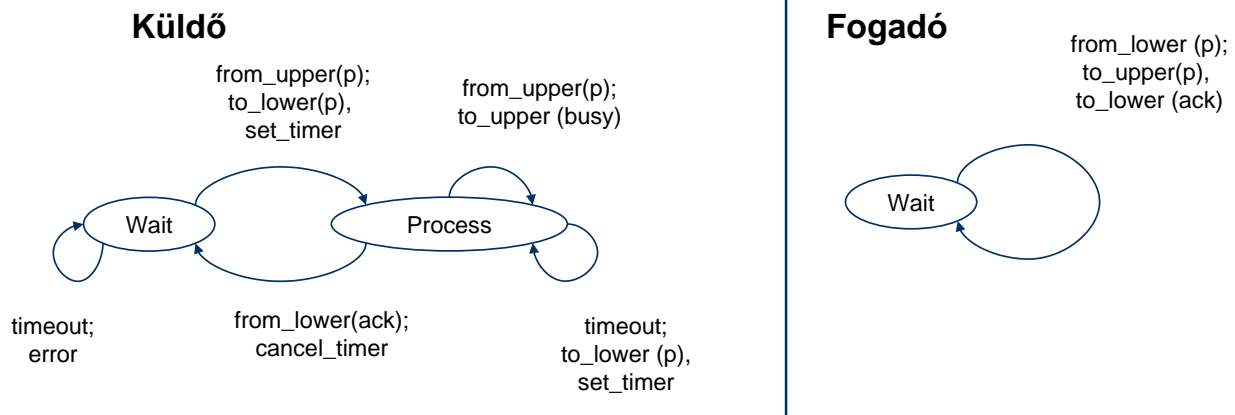 Küldő
from_upper(p);
to_lower(p),
set_timer
from_upper(p);
to_upper (busy)
Wait
Process
timeout;
error
from_lower(ack);
cancel_timer
timeout;
to_lower (p),
set_timer
Fogadó
from_lower (p);
to_upper(p),
to_lower (ack)
Wait